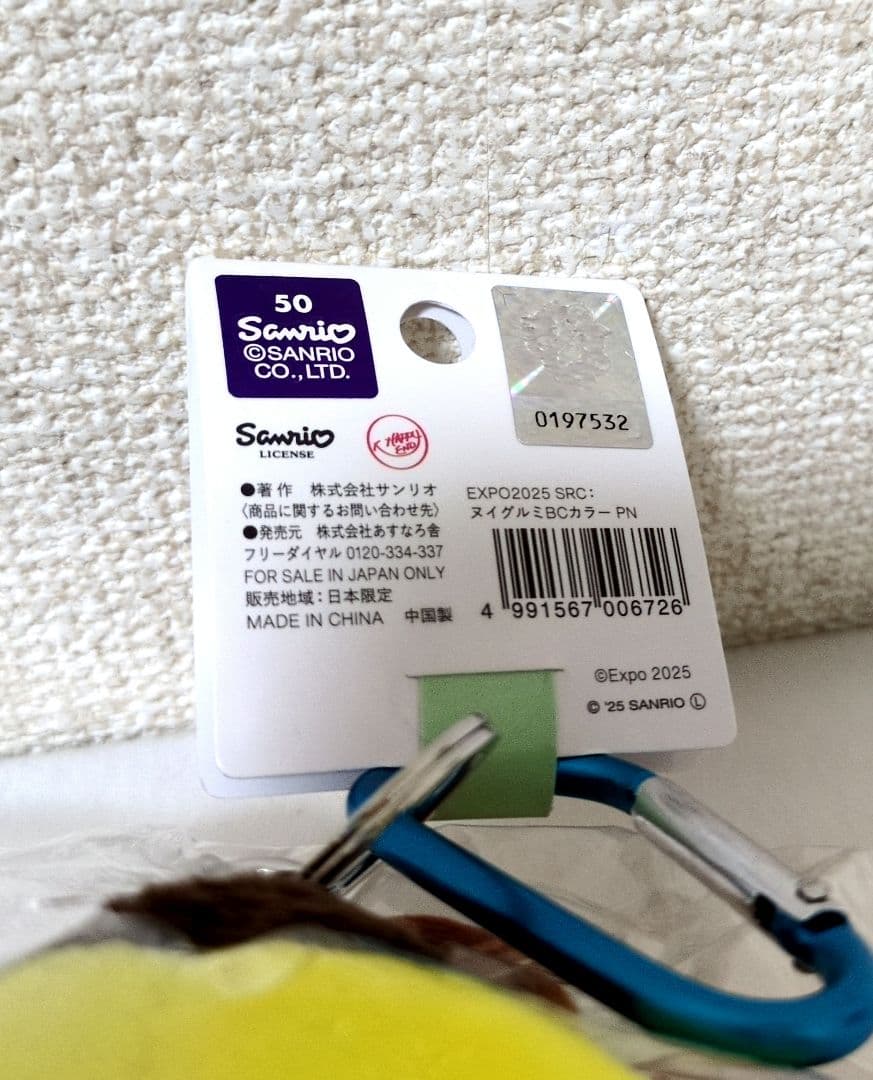 50
Sanrio
©SANRIO
CO.,LTD.
0197532
Sanrio
LICENSE
HAPPY
END
●著作 株式会社サンリオ
〈商品に関するお問い合わせ先〉
●発売元 株式会社あすなろ舎
フリーダイヤル 0120-334-337
FOR SALE IN JAPAN ONLY
販売地域：日本限定
MADE IN CHINA 中国製
EXPO2025 SRC：
ヌイグルミBCカラー PN
4 991567 006726
©Expo 2025
© '25 SANRIO Ⓛ